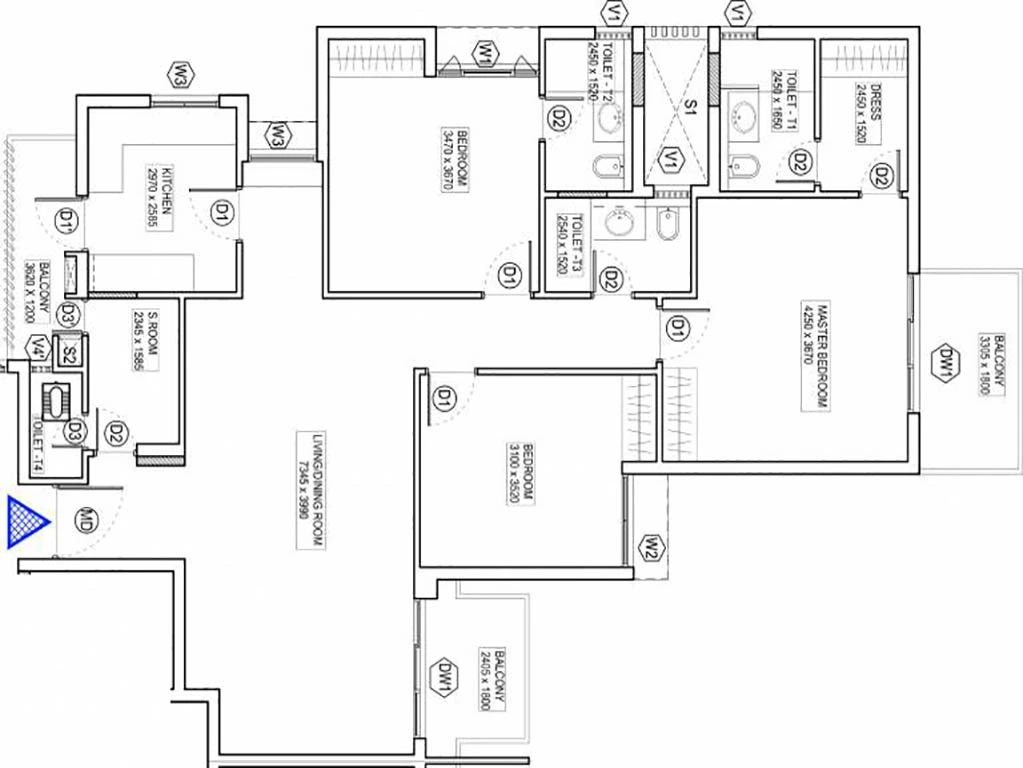 V1
V1
W1
TOILET - T2
2450 x 1520
S1
TOILET - T1
2450 x 1650
DRESS
2450 x 1520
W3
W3
D2
BEDROOM
3470 x 3670
V1
D2
D2
KITCHEN
2970 x 2585
D1
D1'
TOILET -T3
2540 x 1520
D1
D2
BALCONY
3620 X 1200
D3'
S.ROOM
2345 x 1585
V4'
S2
D1
MASTER BEDROOM
4250 x 3670
DW1
BALCONY
3305 x 1800
D1
D3
D2
TOILET -T4
LIVING/DINING ROOM
7345 x 3990
BEDROOM
3100 x 3520
MD
W2
DW1
BALCONY
2405 x 1800